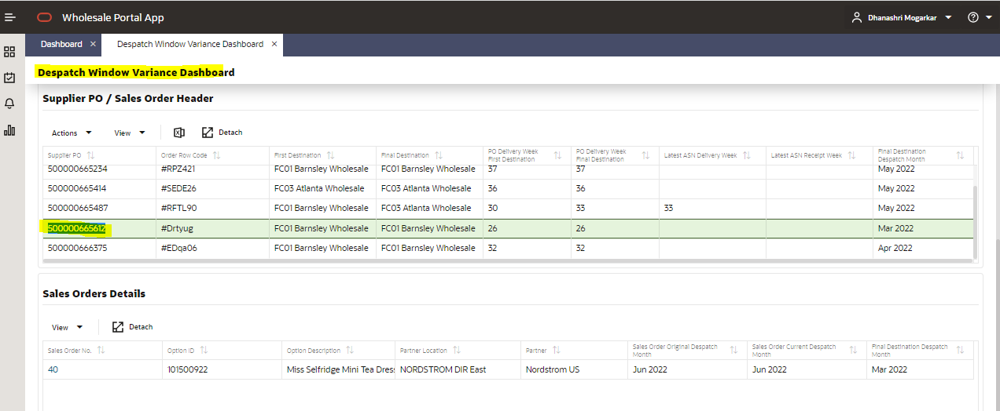 Wholesale Portal App
Dhanashri Mogarkar
Dashboard
Despatch Window Variance Dashboard
Despatch Window Variance Dashboard
Supplier PO / Sales Order Header
Actions View Detach
Supplier PO Order Row Code First Destination Final Destination PO Delivery Week First Destination PO Delivery Week Final Destination Latest ASN Delivery Week Latest ASN Receipt Week Final Destination Despatch Month
500000665234 #RPZ421 FC01 Barnsley Wholesale FC01 Barnsley Wholesale 37 37 May 2022
500000665414 #SEDE26 FC03 Atlanta Wholesale FC03 Atlanta Wholesale 36 36 May 2022
500000665487 #RFTL90 FC01 Barnsley Wholesale FC03 Atlanta Wholesale 30 33 33 May 2022
500000665612 #Drtyug FC01 Barnsley Wholesale FC01 Barnsley Wholesale 26 26 Mar 2022
500000666375 #EDqa06 FC01 Barnsley Wholesale FC01 Barnsley Wholesale 32 32 Apr 2022
Sales Orders Details
View Detach
Sales Order No. Option ID Option Description Partner Location Partner Sales Order Original Despatch Month Sales Order Current Despatch Month Final Destination Despatch Month
40 101500922 Miss Selfridge Mini Tea Dress NORDSTROM DIR East Nordstrom US Jun 2022 Jun 2022 Mar 2022